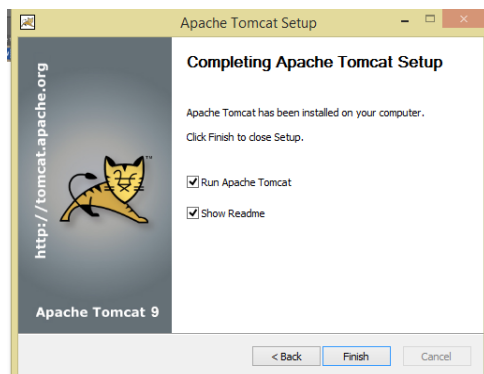 Apache Tomcat Setup
http://tomcat.apache.org
Completing Apache Tomcat Setup
Apache Tomcat has been installed on your computer.
Click Finish to close Setup.
Run Apache Tomcat
Show Readme
TM
Apache Tomcat 9
< Back
Finish
Cancel